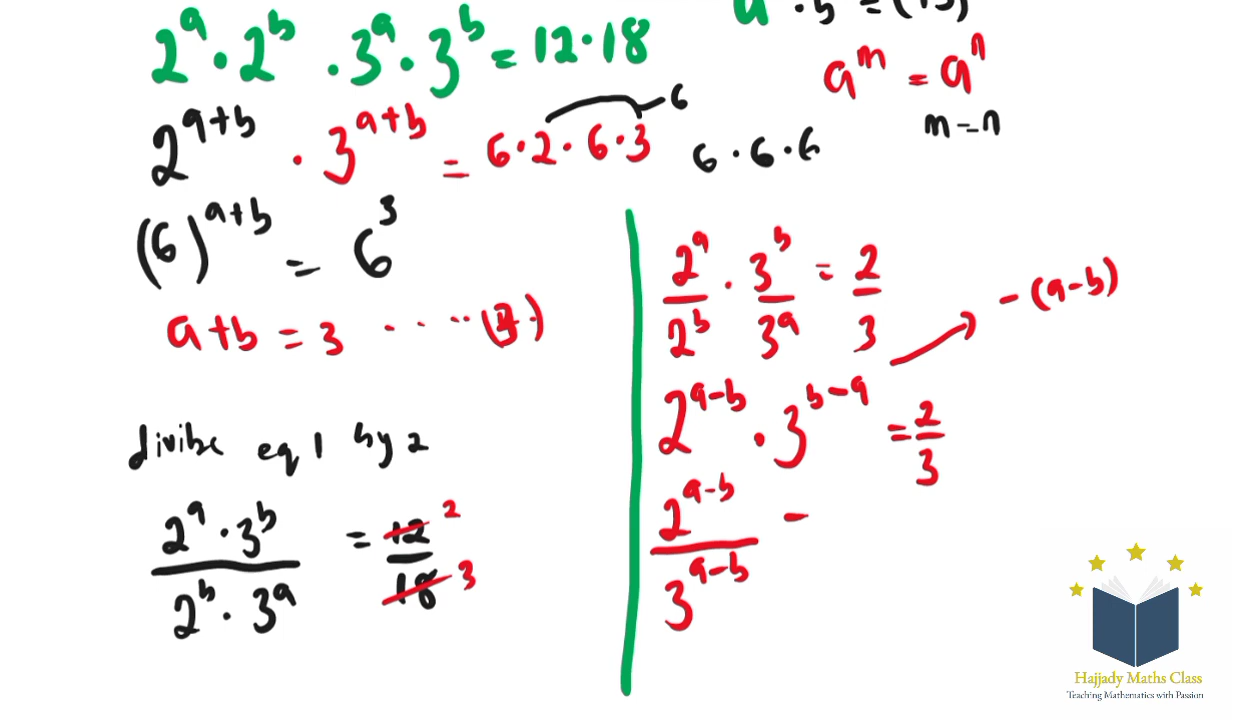 2^a · 2^b · 3^a · 3^b = 12 · 18
a^m = a^n
m = n
2^(a+b) · 3^(a+b) = 6 · 2 · 6 · 3
6
6 · 6 · 6
(6)^(a+b) = 6^3
a+b = 3 ·····
divibe eq 1 by 2
(2^a · 3^b)/(2^b · 3^a) = 12/18
2
3
2^a/2^b · 3^b/3^a = 2/3
2^(a-b) · 3^(b-a) = 2/3
-(a-b)
2^(a-b)/3^(a-b) -
Hajjady Maths Class
Teaching Mathematics with Passion